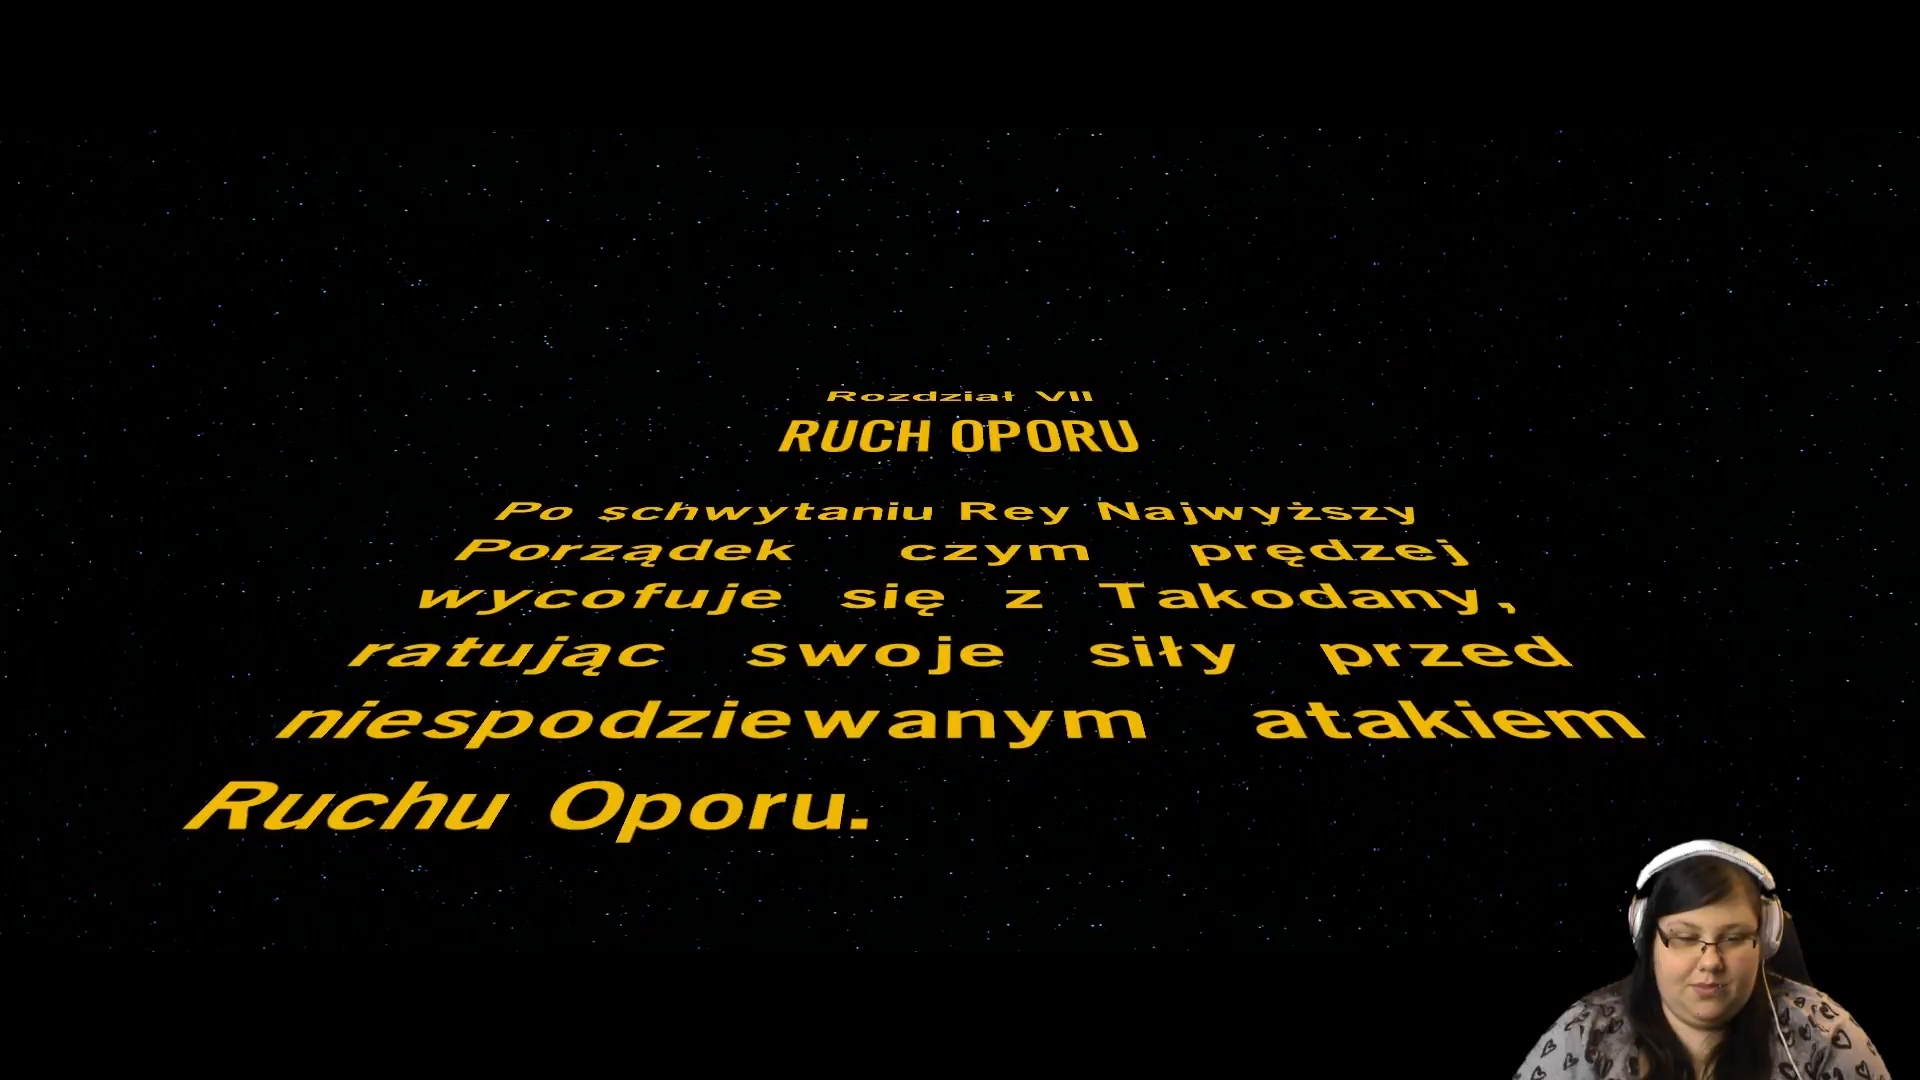 Rozdział VII
RUCH OPORU
Po schwytaniu Rey Najwyższy
Porządek czym prędzej
wycofuje się z Takodany,
ratując swoje siły przed
niespodziewanym atakiem
Ruchu Oporu.